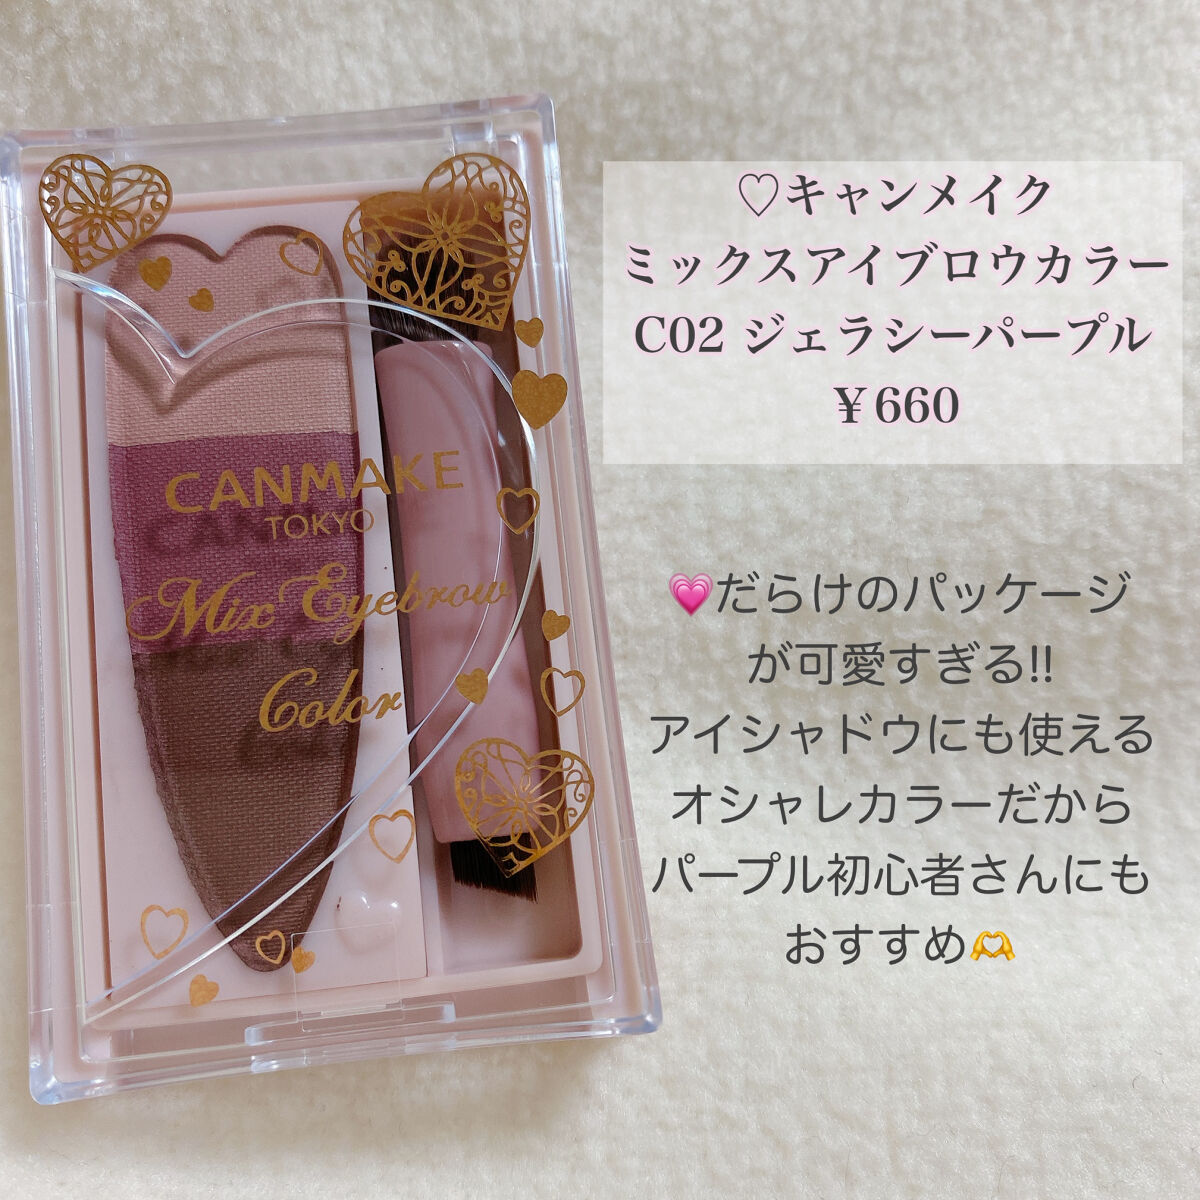 CANMAKE
TOKYO
Mix Eyebrow
Color
♡キャンメイク
ミックスアイブロウカラー
C02 ジェラシーパープル
￥660
💗だらけのパッケージ
が可愛すぎる!!
アイシャドウにも使える
オシャレカラーだから
パープル初心者さんにも
おすすめ🫶